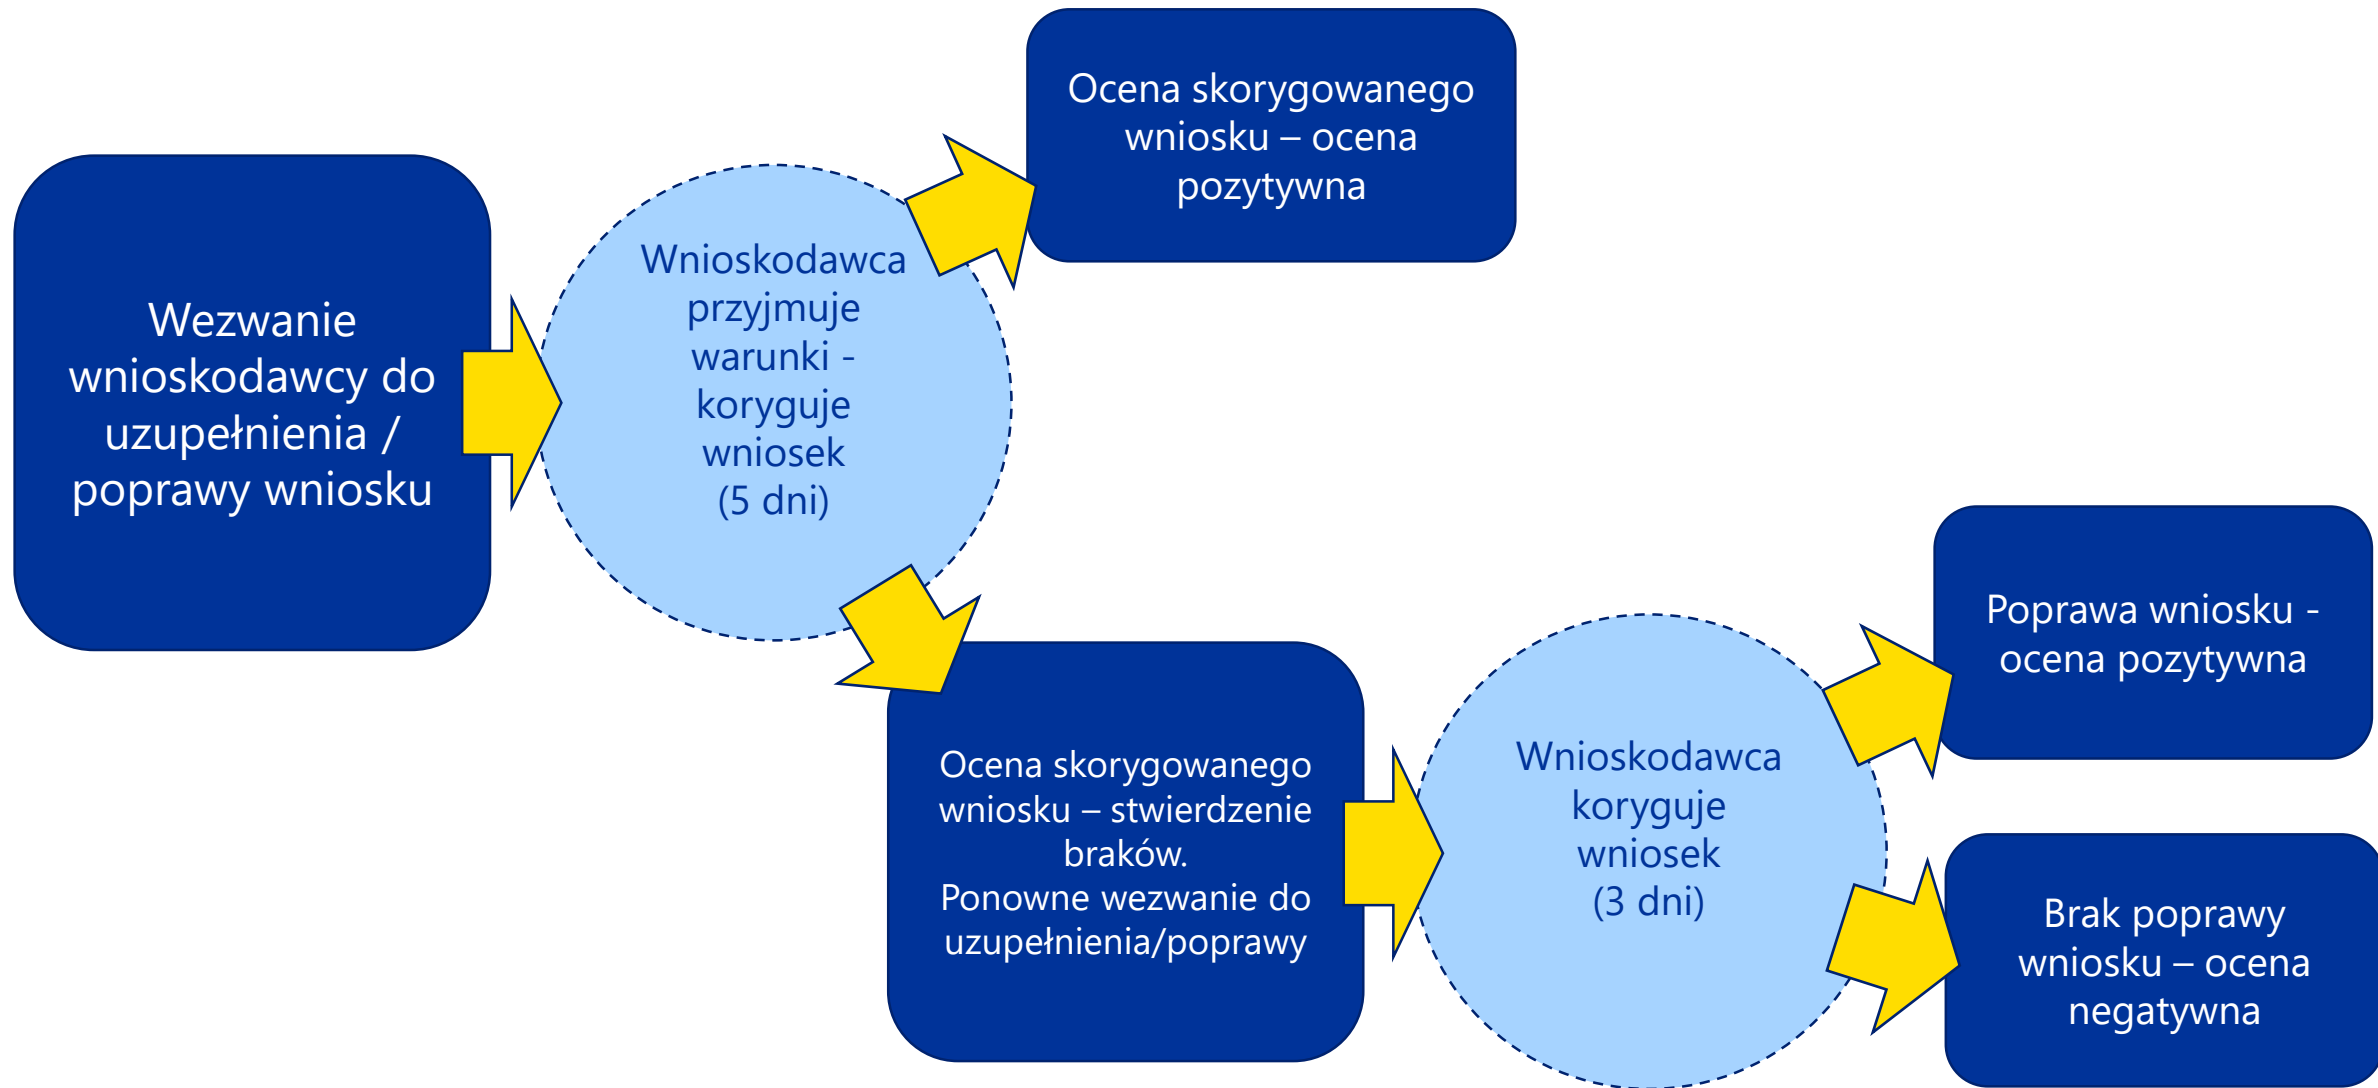 Wezwanie
wnioskodawcy do
uzupełnienia /
poprawy wniosku
Wnioskodawca
przyjmuje
warunki -
koryguje
wniosek
(5 dni)
Ocena skorygowanego
wniosku – ocena
pozytywna
Ocena skorygowanego
wniosku – stwierdzenie
braków.
Ponowne wezwanie do
uzupełnienia/poprawy
Wnioskodawca
koryguje
wniosek
(3 dni)
Poprawa wniosku -
ocena pozytywna
Brak poprawy
wniosku – ocena
negatywna